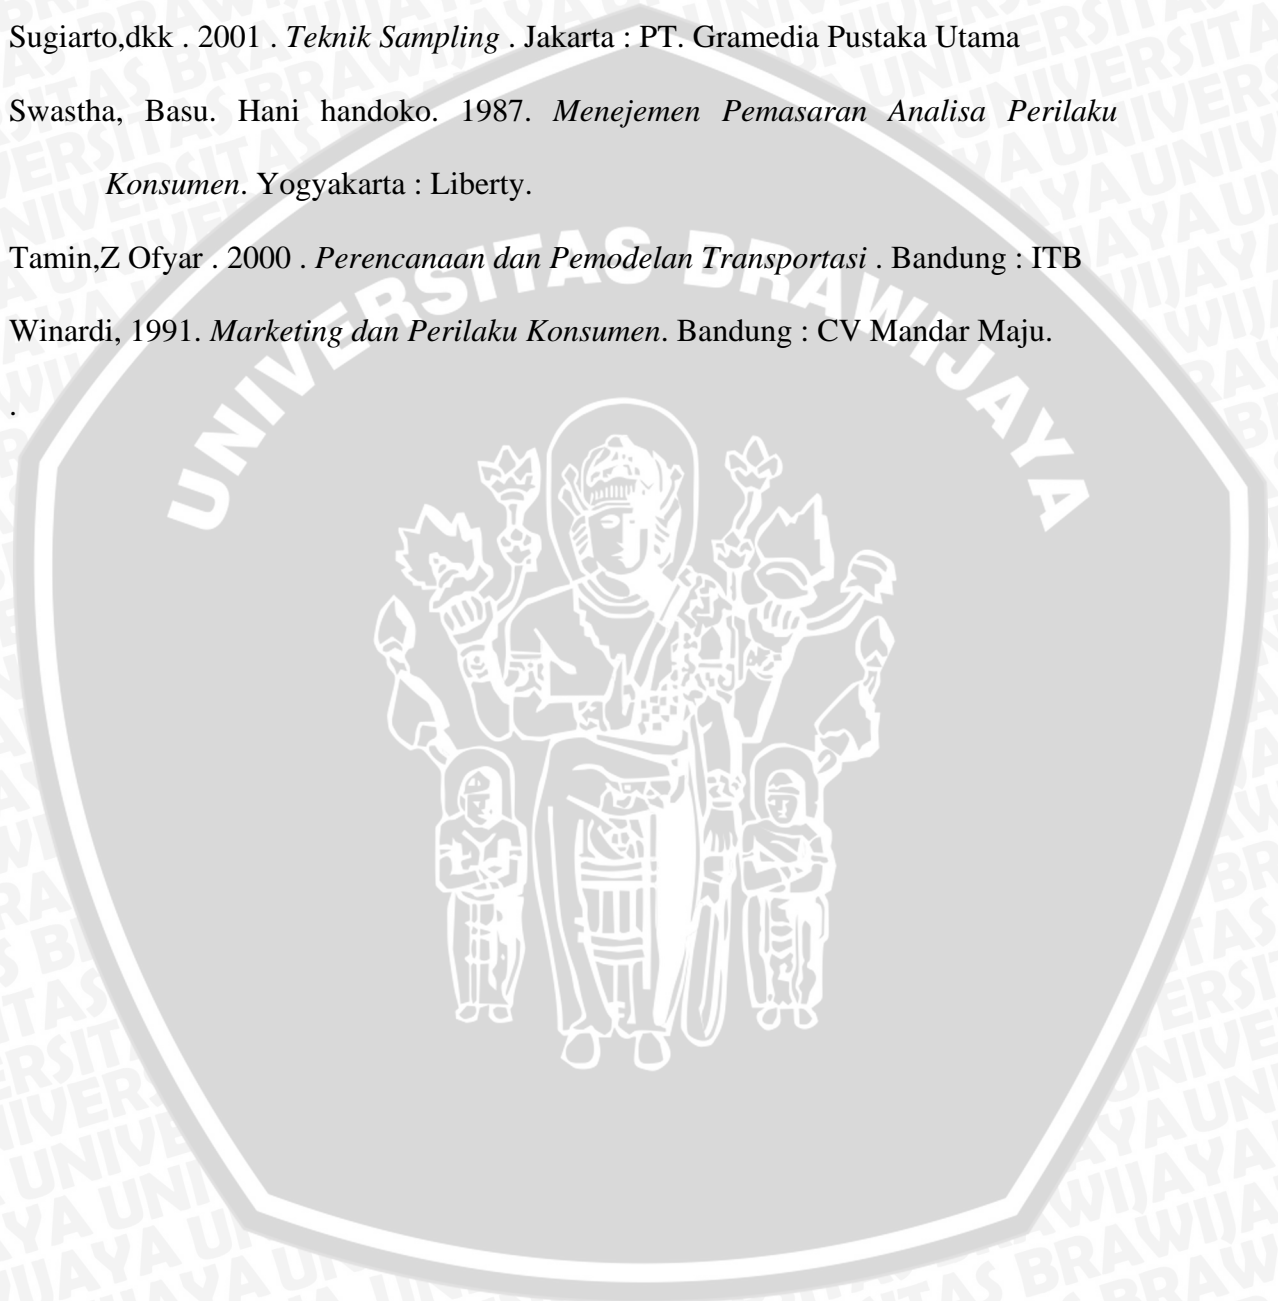 Sugiarto,dkk . 2001 . Teknik Sampling . Jakarta : PT. Gramedia Pustaka Utama
Swastha, Basu. Hani handoko. 1987. Menejemen Pemasaran Analisa Perilaku
Konsumen. Yogyakarta : Liberty.
Tamin,Z Ofyar . 2000 . Perencanaan dan Pemodelan Transportasi . Bandung : ITB
Winardi, 1991. Marketing dan Perilaku Konsumen. Bandung : CV Mandar Maju.
.
UNIVERSITAS BRAWIJAYA